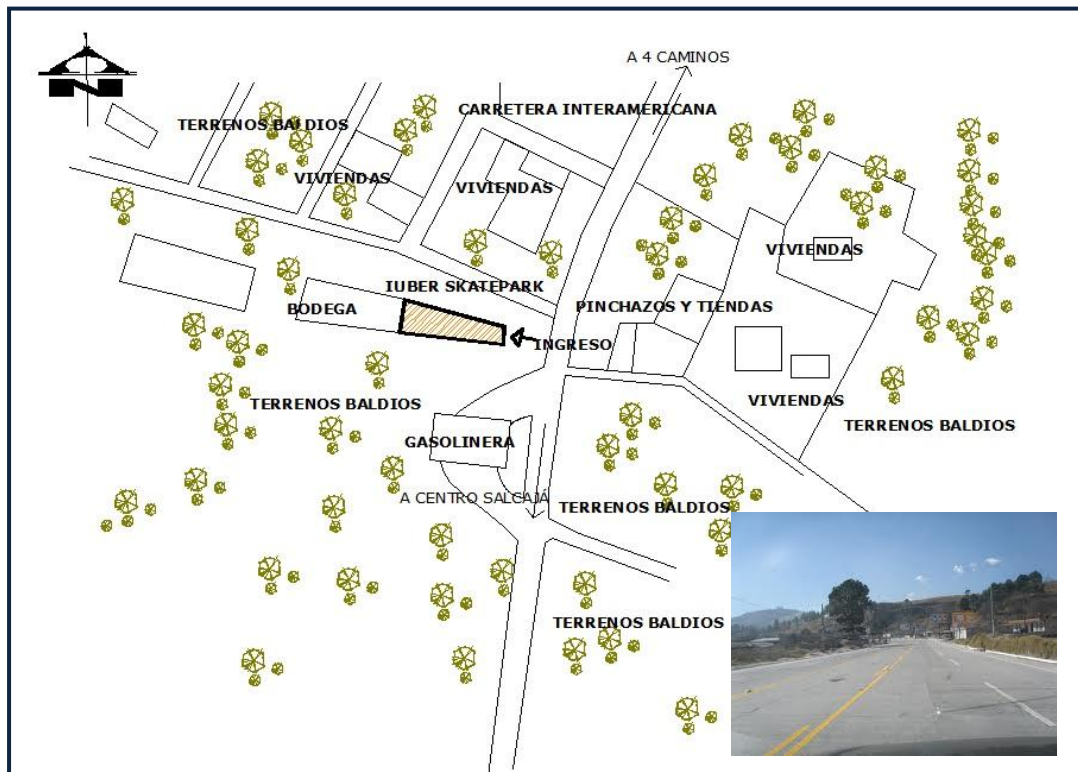 A 4 CAMINOS
CARRETERA INTERAMERICANA
TERRENOS BALDIOS
VIVIENDAS
VIVIENDAS
VIVIENDAS
IUBER SKATEPARK
BODEGA
PINCHAZOS Y TIENDAS
INGRESO
TERRENOS BALDIOS
VIVIENDAS
TERRENOS BALDIOS
GASOLINERA
A CENTRO SALCAJÁ
TERRENOS BALDIOS
TERRENOS BALDIOS
N